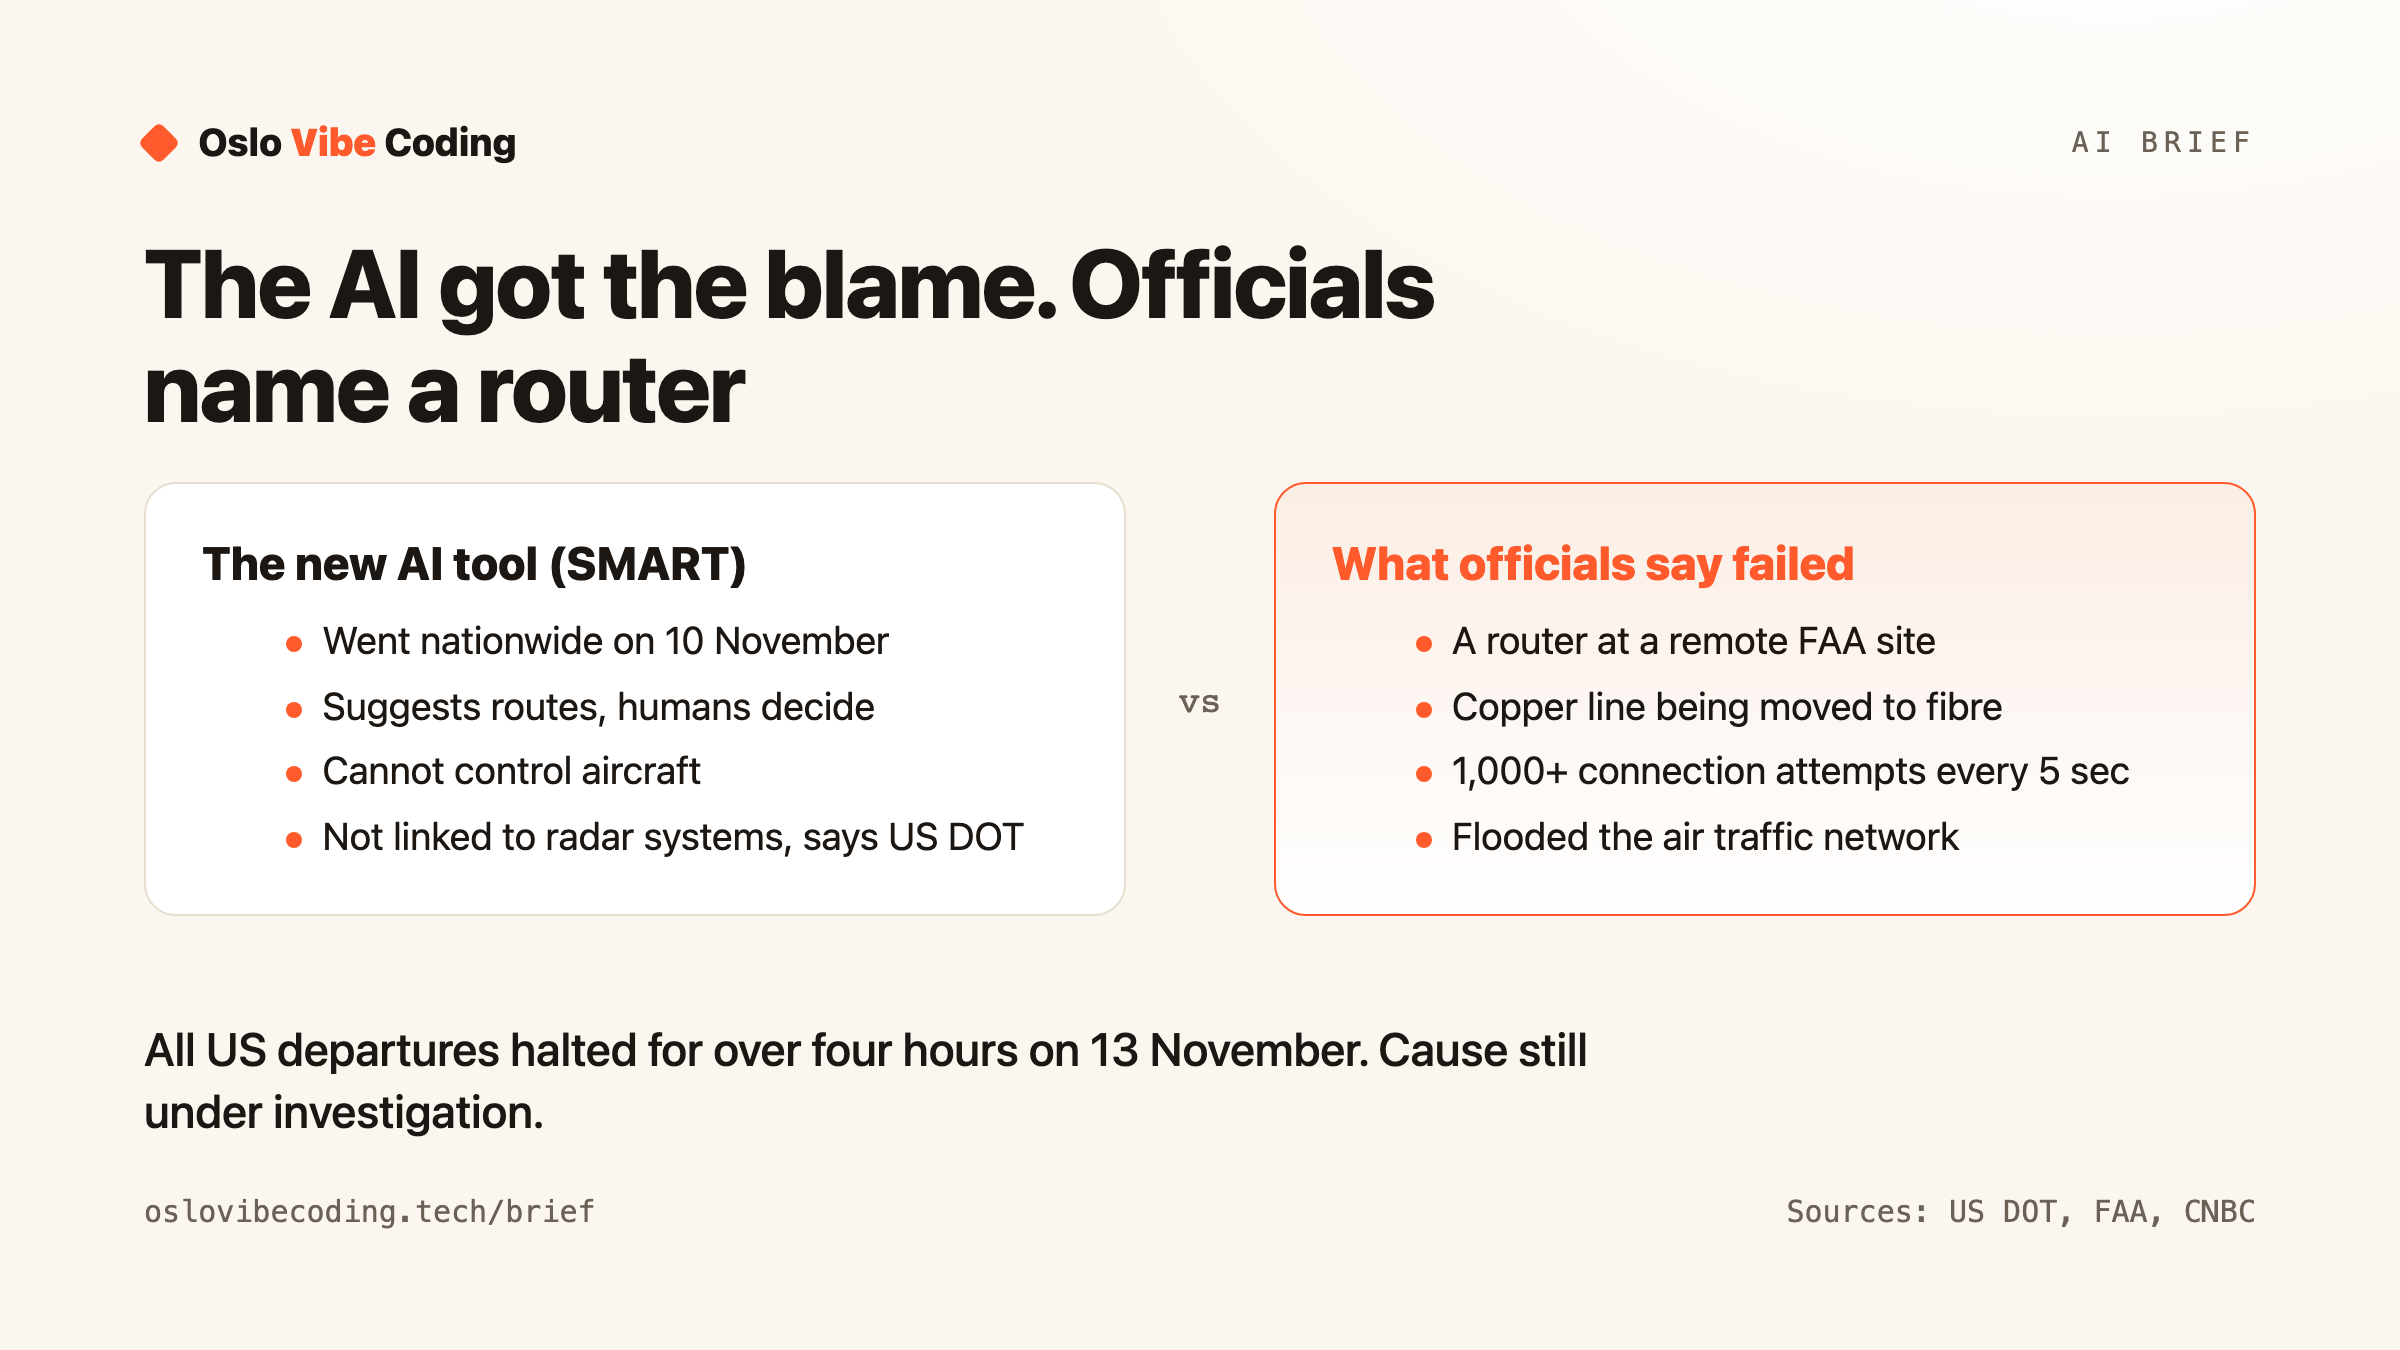 Oslo Vibe Coding
AI BRIEF
The AI got the blame. Officials
name a router
The new AI tool (SMART)
Went nationwide on 10 November
Suggests routes, humans decide
Cannot control aircraft
Not linked to radar systems, says US DOT
vs
What officials say failed
A router at a remote FAA site
Copper line being moved to fibre
1,000+ connection attempts every 5 sec
Flooded the air traffic network
All US departures halted for over four hours on 13 November. Cause still
under investigation.
oslovibecoding.tech/brief
Sources: US DOT, FAA, CNBC